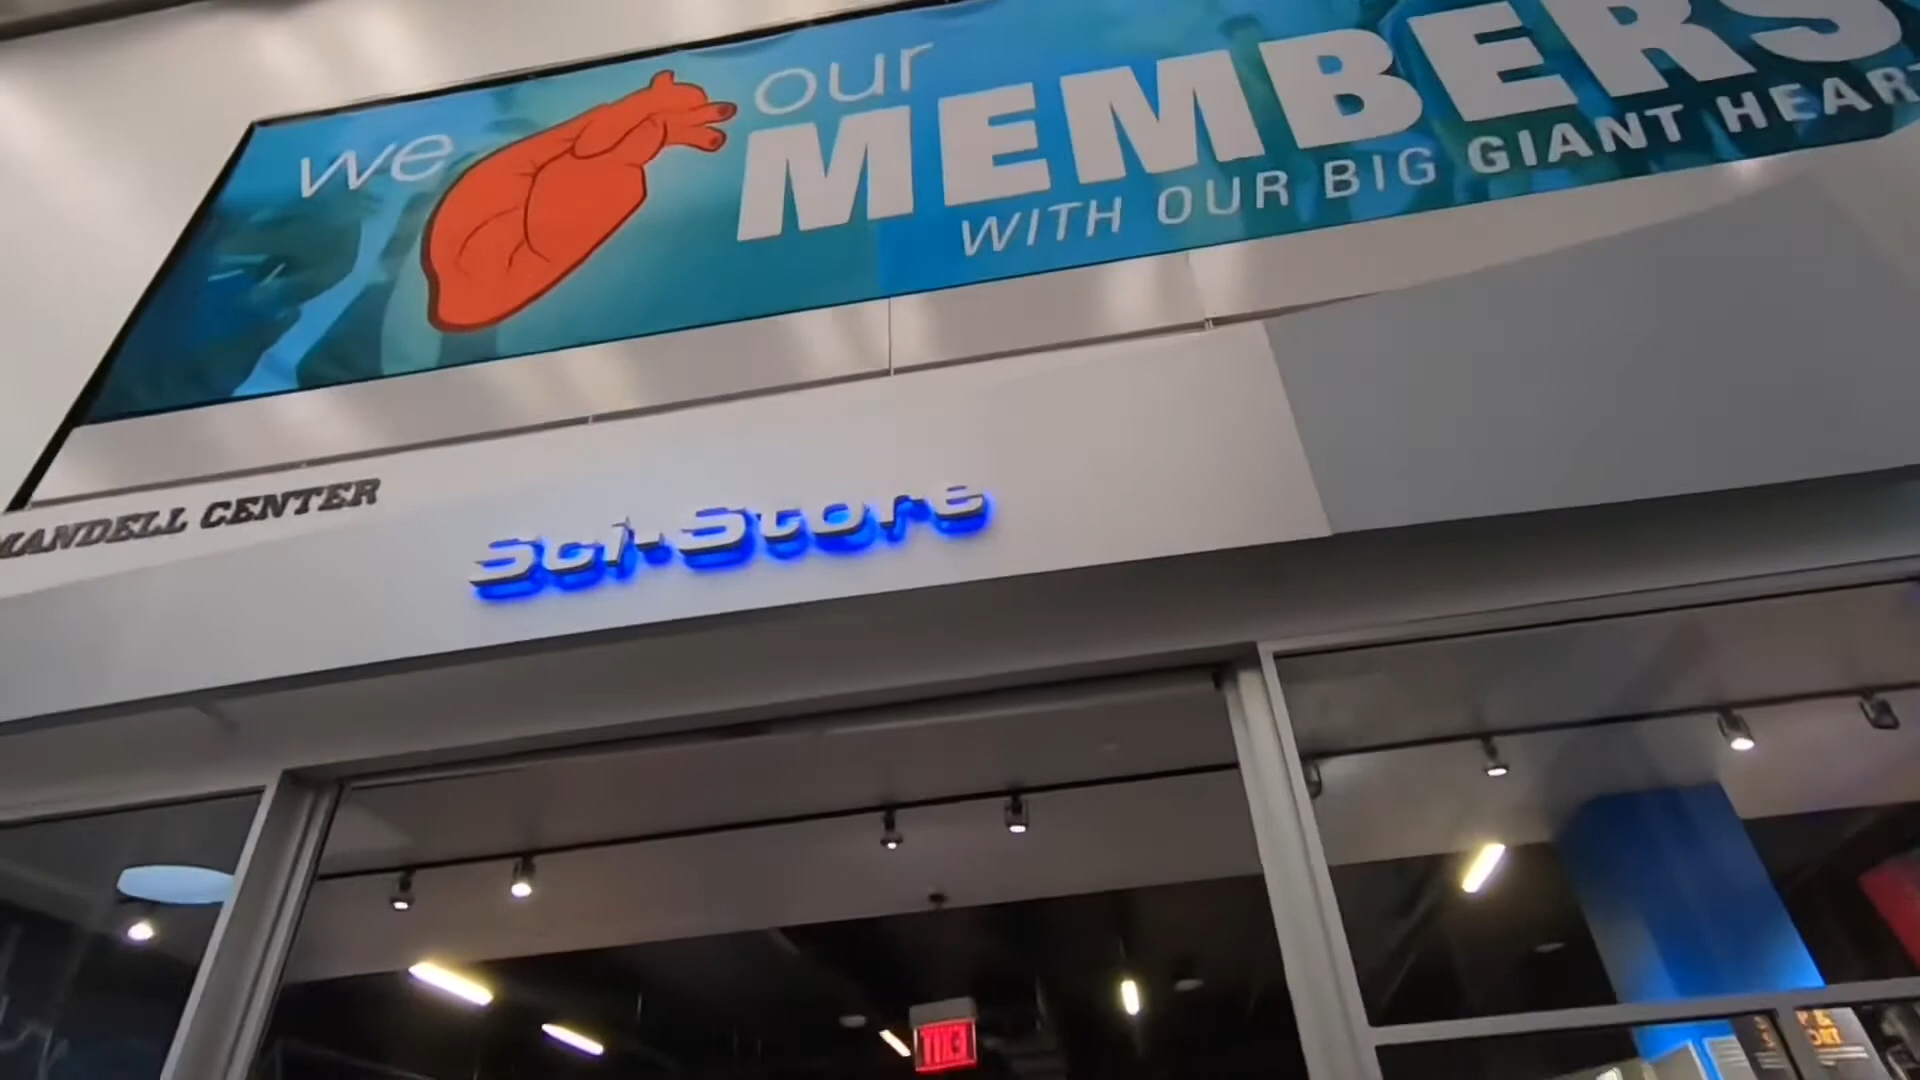 we our
MEMBERS
WITH OUR BIG GIANT HEART
MANDELL CENTER
Sci-Store
EXIT